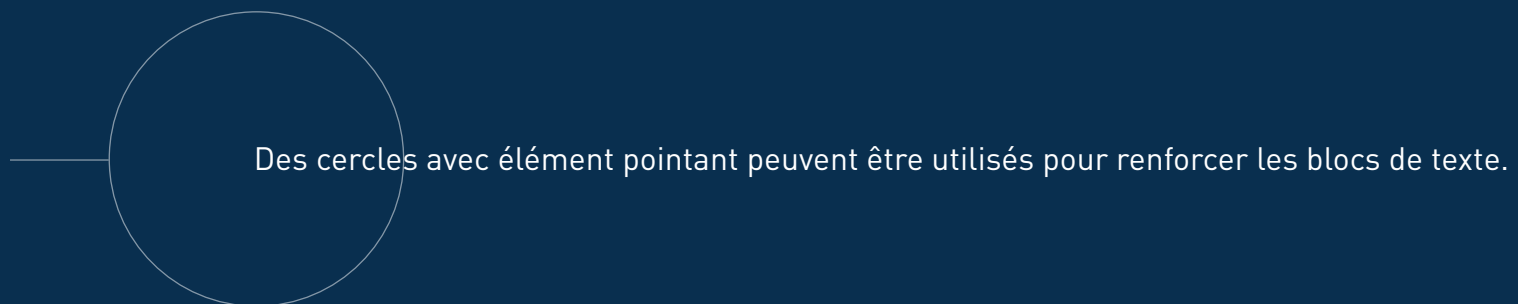 Des cercles avec élément pointant peuvent être utilisés pour renforcer les blocs de texte.